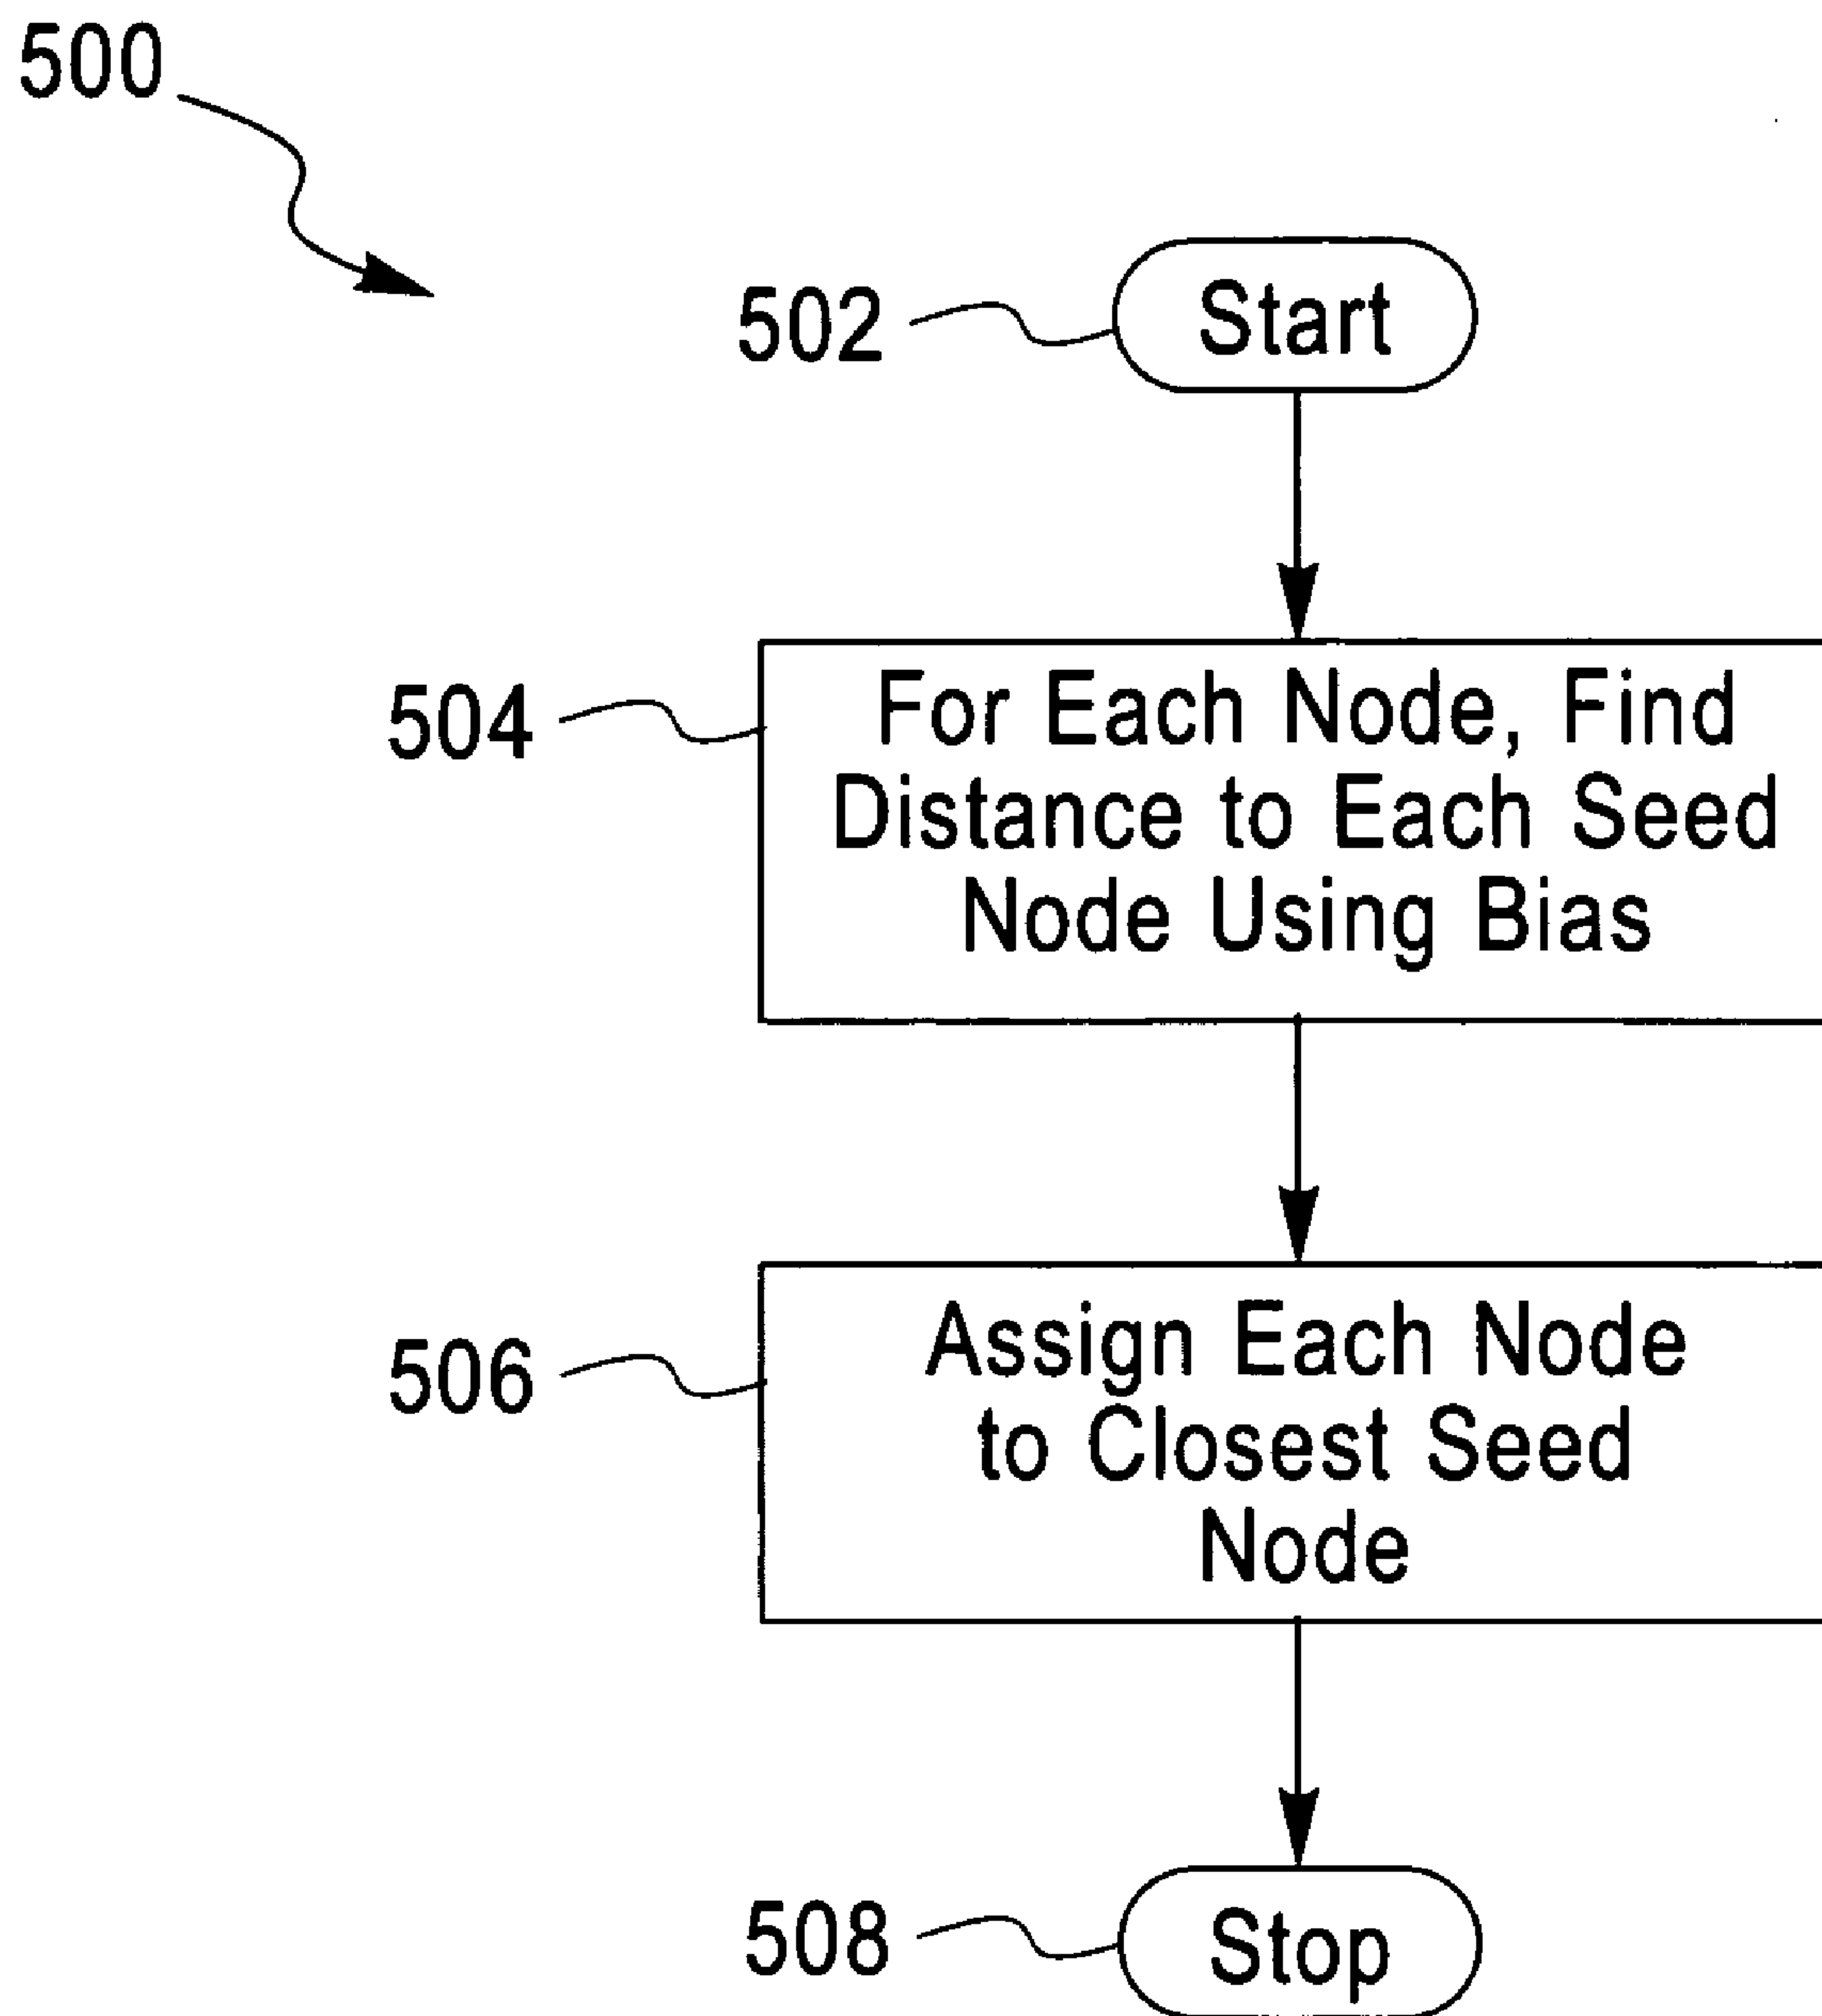 500
502
Start
504
For Each Node, Find
Distance to Each Seed
Node Using Bias
506
Assign Each Node
to Closest Seed
Node
508
Stop